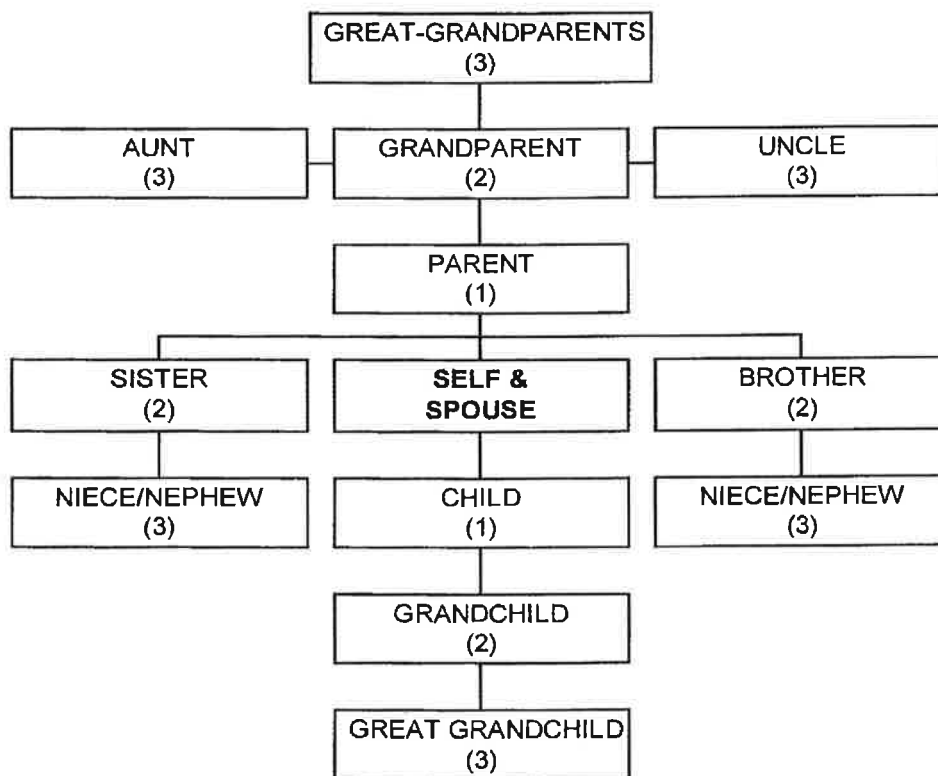 GREAT-GRANDPARENTS
(3)
AUNT
(3)
GRANDPARENT
(2)
UNCLE
(3)
PARENT
(1)
SISTER
(2)
SELF &
SPOUSE
BROTHER
(2)
NIECE/NEPHEW
(3)
CHILD
(1)
NIECE/NEPHEW
(3)
GRANDCHILD
(2)
GREAT GRANDCHILD
(3)